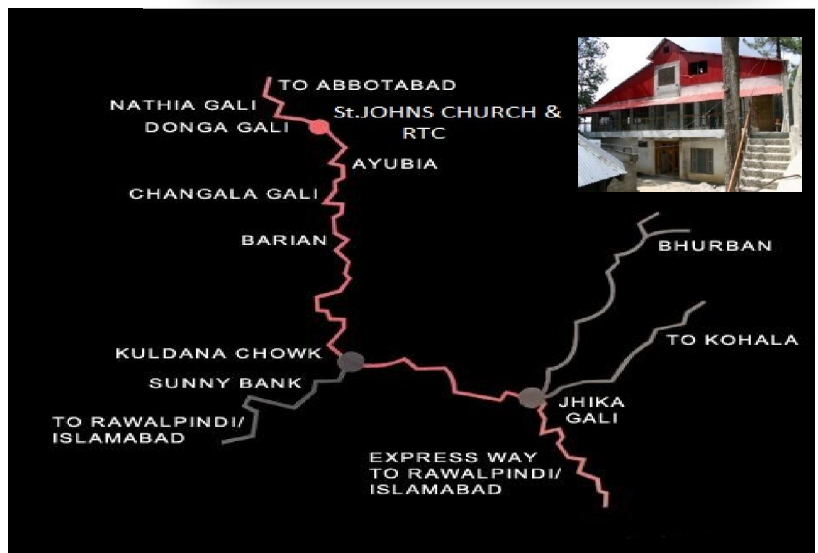 TO ABBOTABAD
NATHIA GALI
DONGA GALI
St.JOHNS CHURCH &
RTC
AYUBIA
CHANGALA GALI
BARIAN
BHURBAN
TO KOHALA
KULDANA CHOWK
SUNNY BANK
TO RAWALPINDI/
ISLAMABAD
JHIKA
GALI
EXPRESS WAY
TO RAWALPINDI/
ISLAMABAD